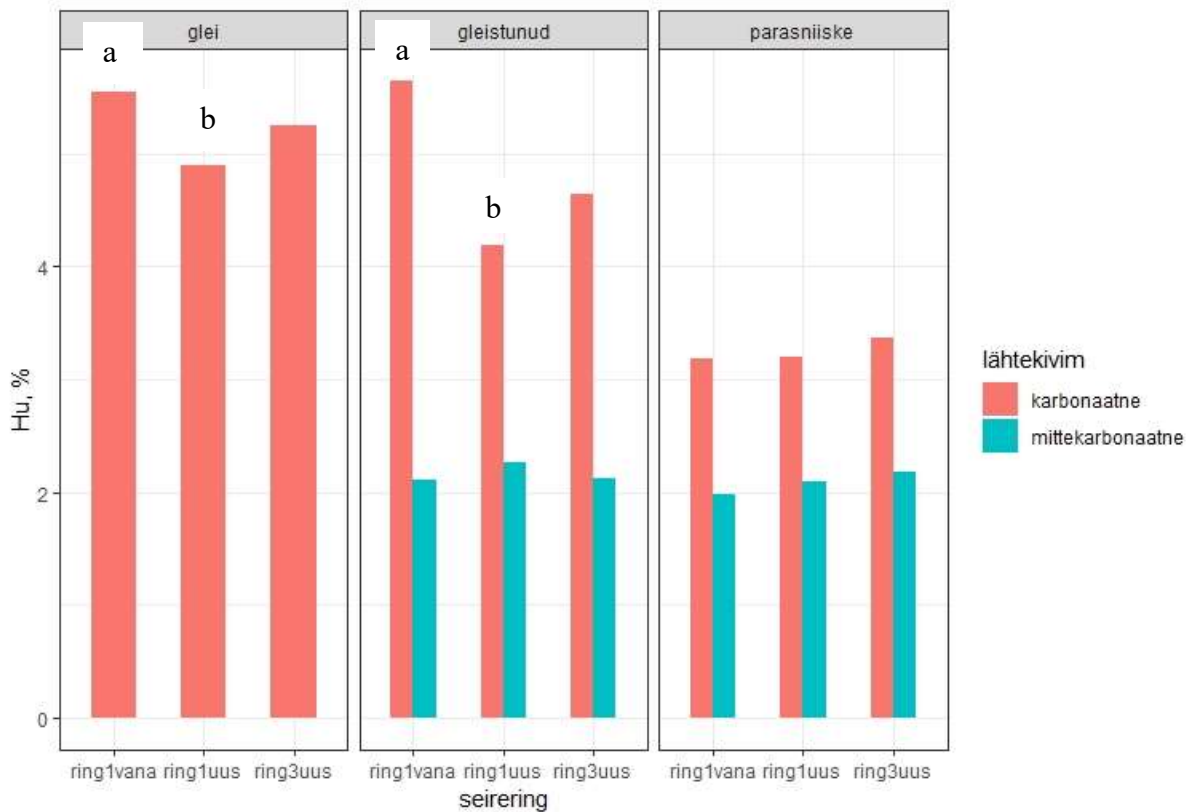 glei
gleistunud
parasniiske
a
b
a
b
Hu, %
4
2
0
ring1vana ring1uus ring3uus
ring1vana ring1uus ring3uus
ring1vana ring1uus ring3uus
seirering
lähtekivim
karbonaatne
mittekarbonaatne